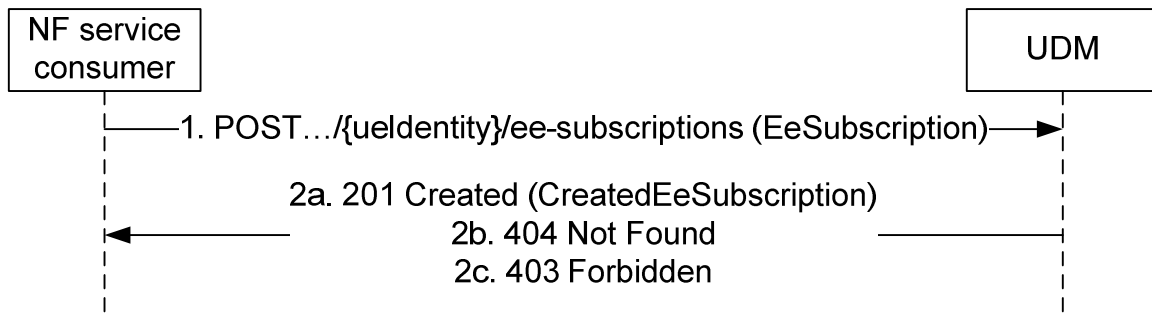 NF service
consumer
UDM
1. POST…/{ueIdentity}/ee-subscriptions (EeSubscription)
2a. 201 Created (CreatedEeSubscription)
2b. 404 Not Found
2c. 403 Forbidden